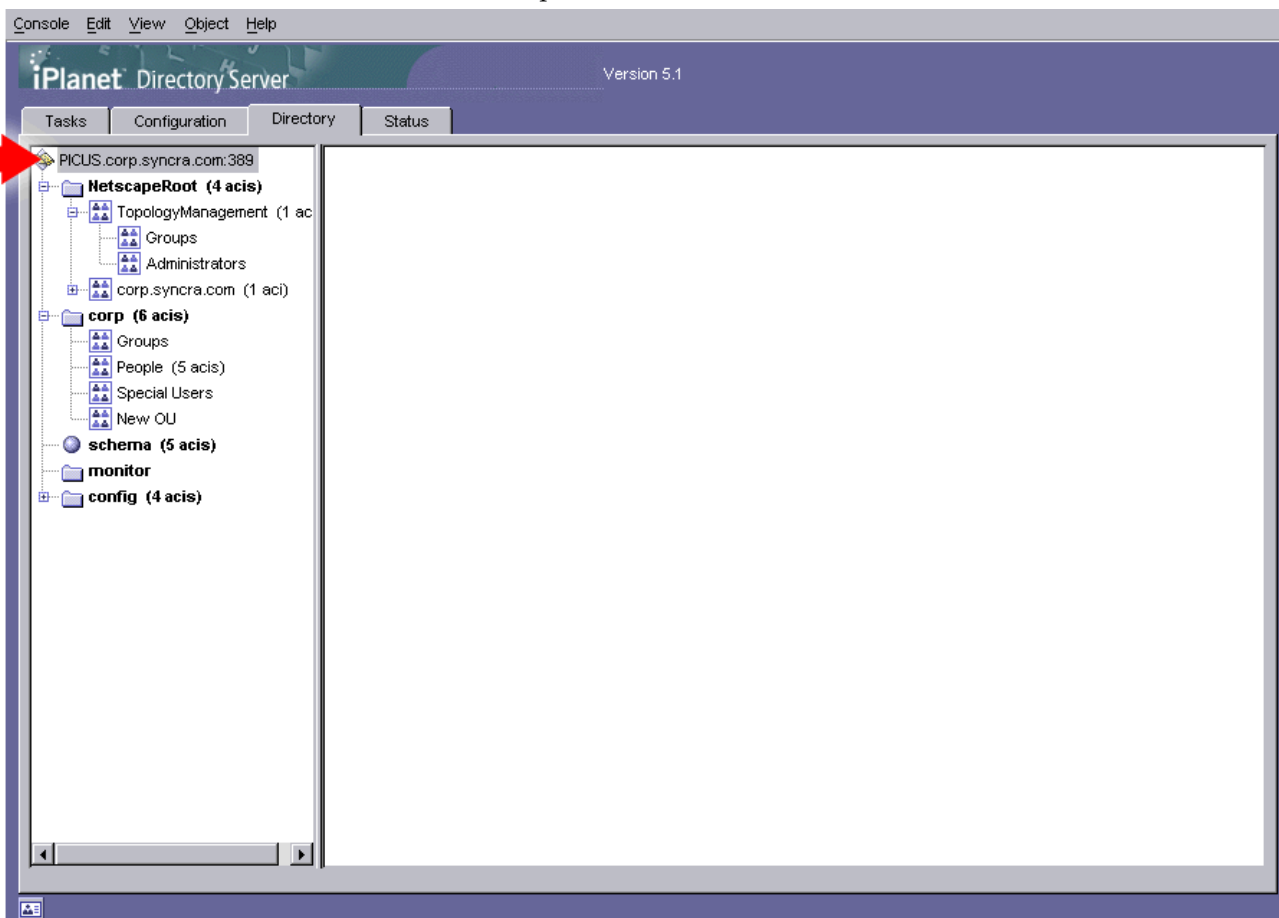 Console Edit View Object Help
iPlanet Directory Server
Version 5.1
Tasks Configuration Directory Status
PICUS.corp.syncra.com:389
NetscapeRoot (4 acis)
TopologyManagement (1 ac
Groups
Administrators
corp.syncra.com (1 aci)
corp (6 acis)
Groups
People (5 acis)
Special Users
New OU
schema (5 acis)
monitor
config (4 acis)